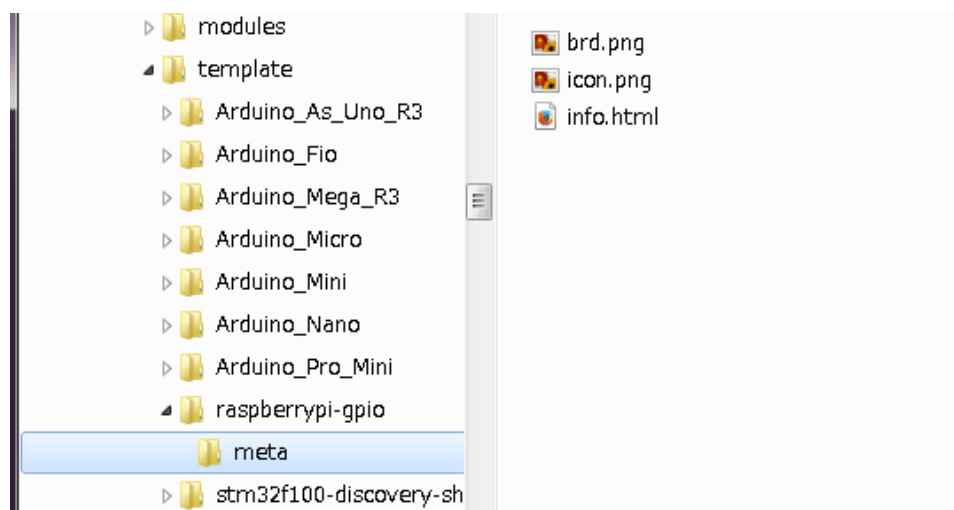 modules
template
Arduino_As_Uno_R3
Arduino_Fio
Arduino_Mega_R3
Arduino_Micro
Arduino_Mini
Arduino_Nano
Arduino_Pro_Mini
raspberrypi-gpio
meta
stm32f100-discovery-sh
brd.png
icon.png
info.html